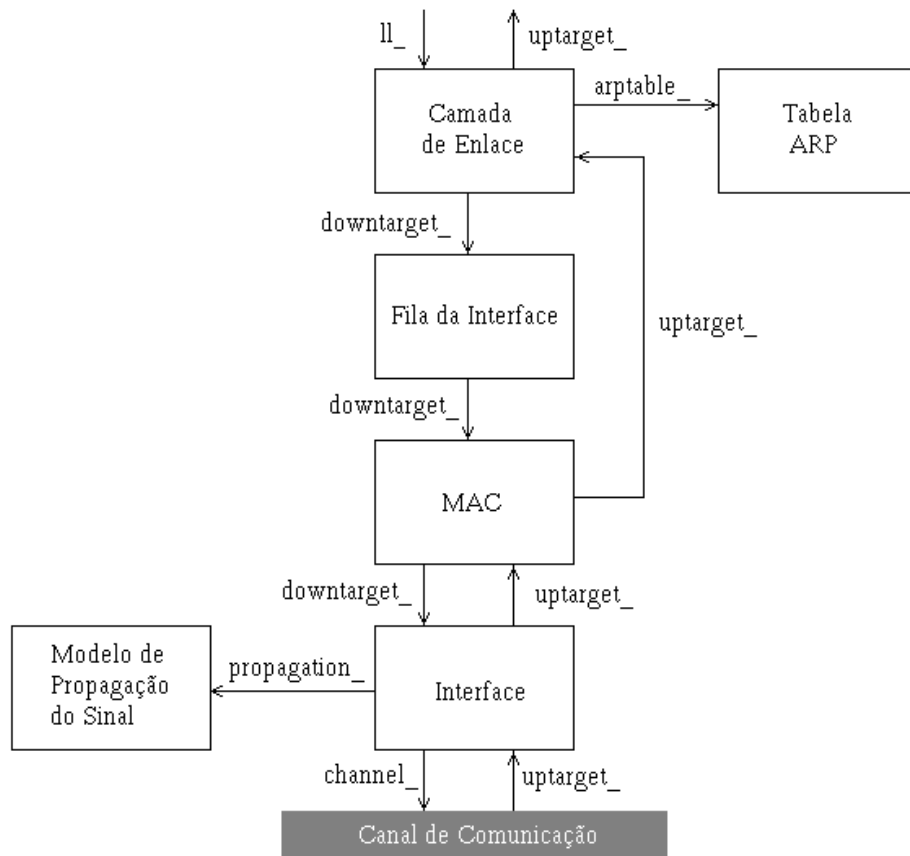 ll_
uptarget_
Camada
de Enlace
arptable_
Tabela
ARP
downtarget_
Fila da Interface
uptarget_
downtarget_
MAC
downtarget_
uptarget_
Modelo de
Propagação
do Sinal
propagation_
Interface
channel_
uptarget_
Canal de Comunicação